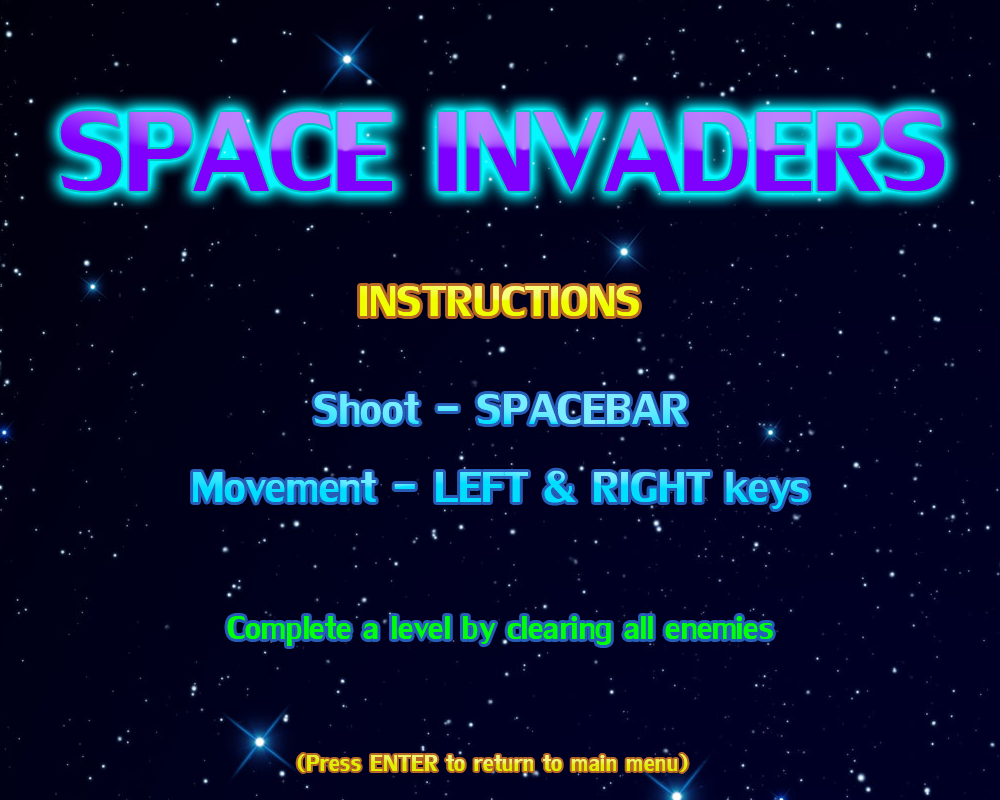 SPACE INVADERS
INSTRUCTIONS
Shoot - SPACEBAR
Movement - LEFT & RIGHT keys
Complete a level by clearing all enemies
(Press ENTER to return to main menu)